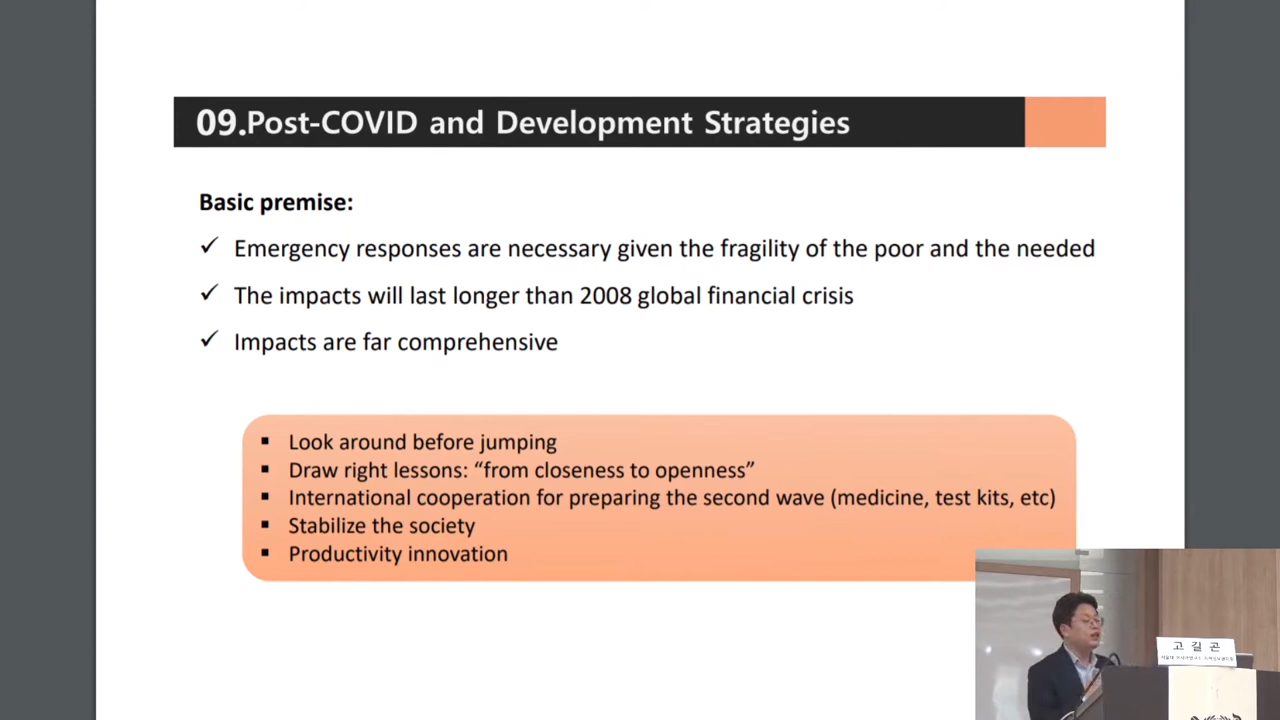 09.Post-COVID and Development Strategies
Basic premise:
✓ Emergency responses are necessary given the fragility of the poor and the needed
✓ The impacts will last longer than 2008 global financial crisis
✓ Impacts are far comprehensive
▪ Look around before jumping
▪ Draw right lessons: “from closeness to openness”
▪ International cooperation for preparing the second wave (medicine, test kits, etc)
▪ Stabilize the society
▪ Productivity innovation
고 길 곤